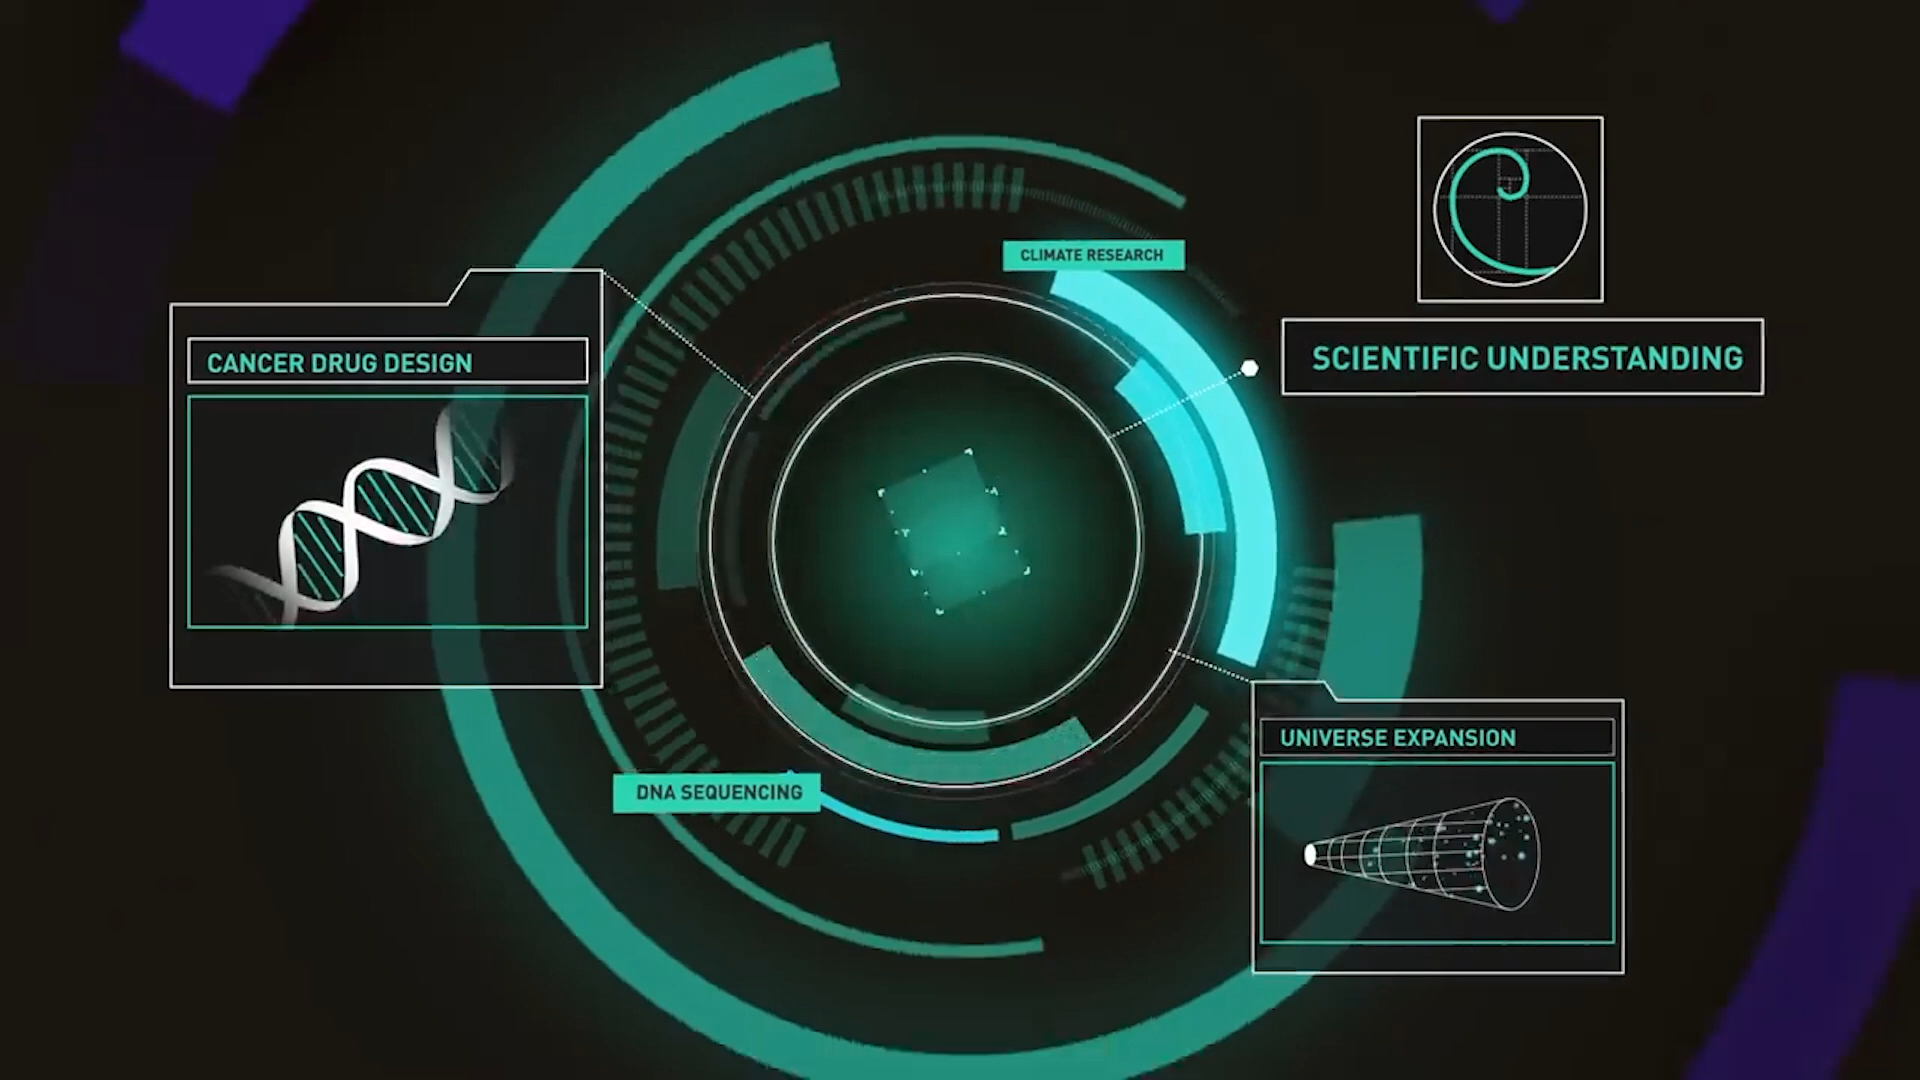 CLIMATE RESEARCH
SCIENTIFIC UNDERSTANDING
CANCER DRUG DESIGN
UNIVERSE EXPANSION
DNA SEQUENCING